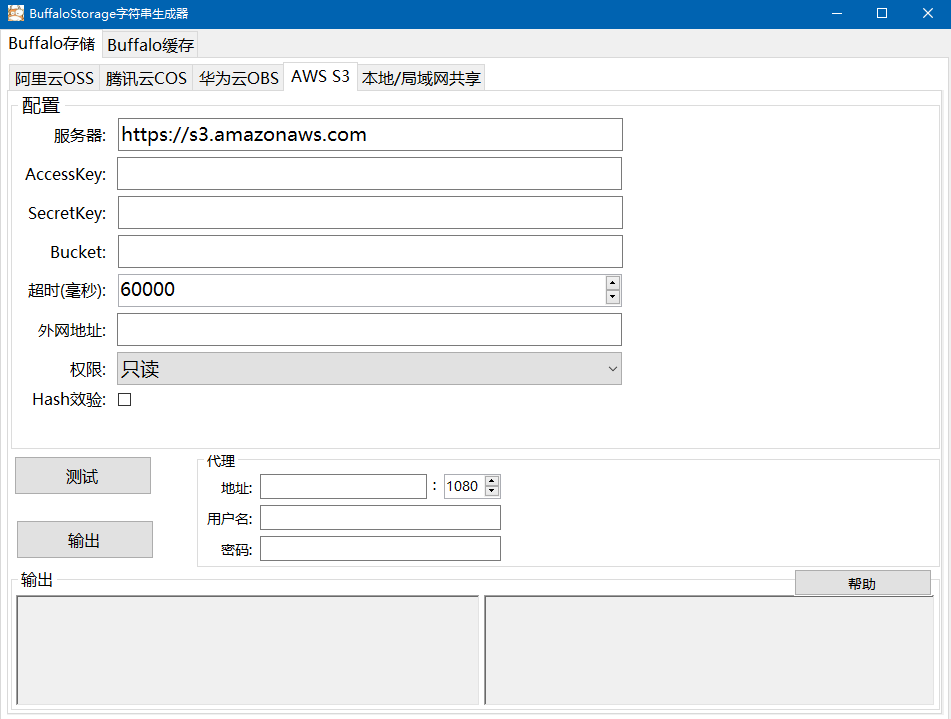 BuffaloStorage字符串生成器
Buffalo存储 Buffalo缓存
阿里云OSS 腾讯云COS 华为云OBS AWS S3 本地/局域网共享
配置
服务器: https://s3.amazonaws.com
AccessKey:
SecretKey:
Bucket:
超时(毫秒): 60000
外网地址:
权限: 只读
Hash效验:
测试
代理
地址: : 1080
用户名:
输出
密码:
输出
帮助